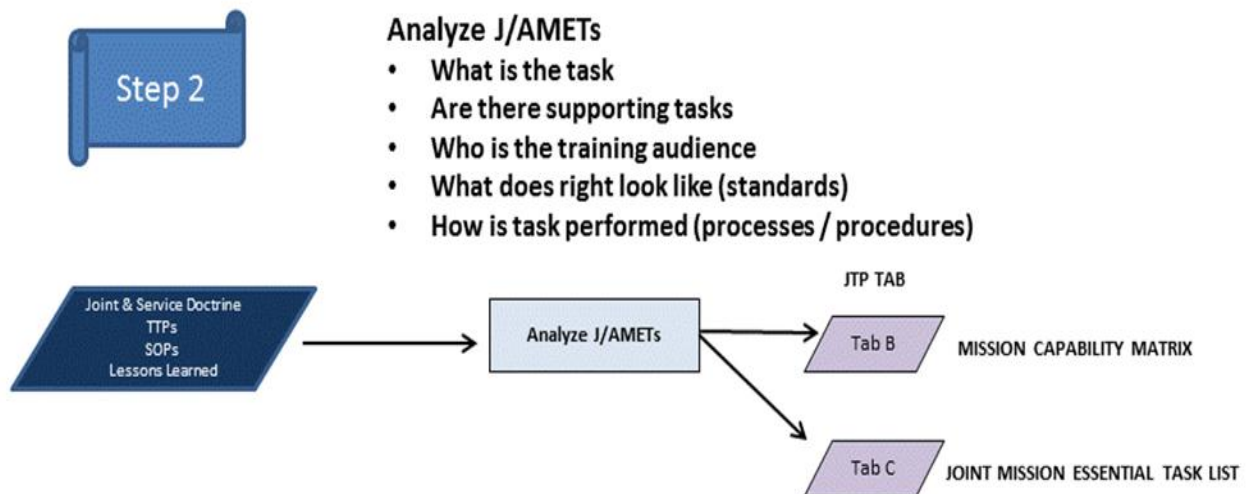 Step 2
Analyze J/AMETs
• What is the task
• Are there supporting tasks
• Who is the training audience
• What does right look like (standards)
• How is task performed (processes / procedures)
JTP TAB
Joint & Service Doctrine
TTPs
SOPs
Lessons Learned
Analyze J/AMETs
Tab B
MISSION CAPABILITY MATRIX
Tab C
JOINT MISSION ESSENTIAL TASK LIST